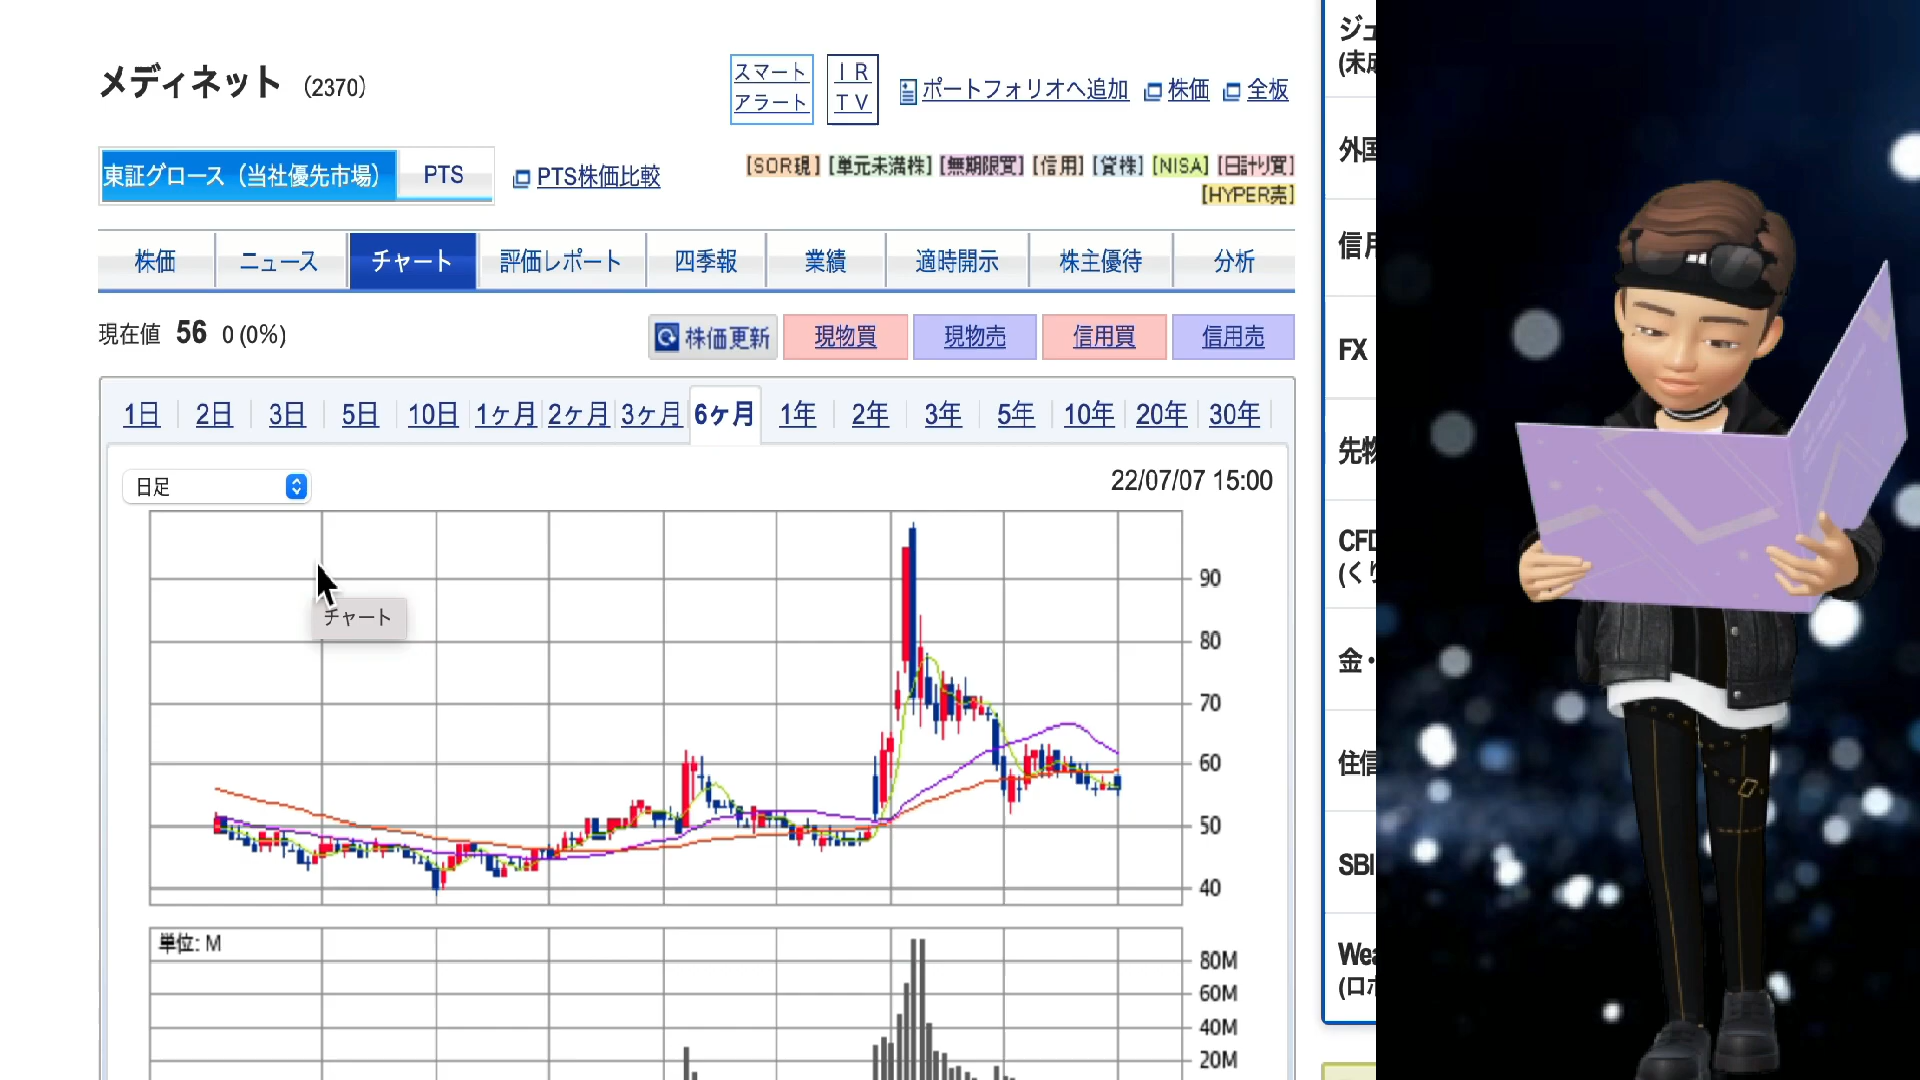 メディネット (2370)
スマート
アラート
IR
TV
ポートフォリオへ追加 株価 全板
東証グロース（当社優先市場） PTS PTS株価比較
[SOR現] [単元未満株] [無期限買] [信用] [貸株] [NISA] [日計り買]
[HYPER売]
株価 ニュース チャート 評価レポート 四季報 業績 適時開示 株主優待 分析
現在値 56 0 (0%) 株価更新 現物買 現物売 信用買 信用売
1日 2日 3日 5日 10日 1ヶ月 2ヶ月 3ヶ月 6ヶ月 1年 2年 3年 5年 10年 20年 30年
日足 22/07/07 15:00
チャート
90
80
70
60
50
40
単位: M
80M
60M
40M
20M
ジュ
(未成
外国
信用
FX
先物
CFD
(くり
金・
住信
SBI
Wea
(ロボ